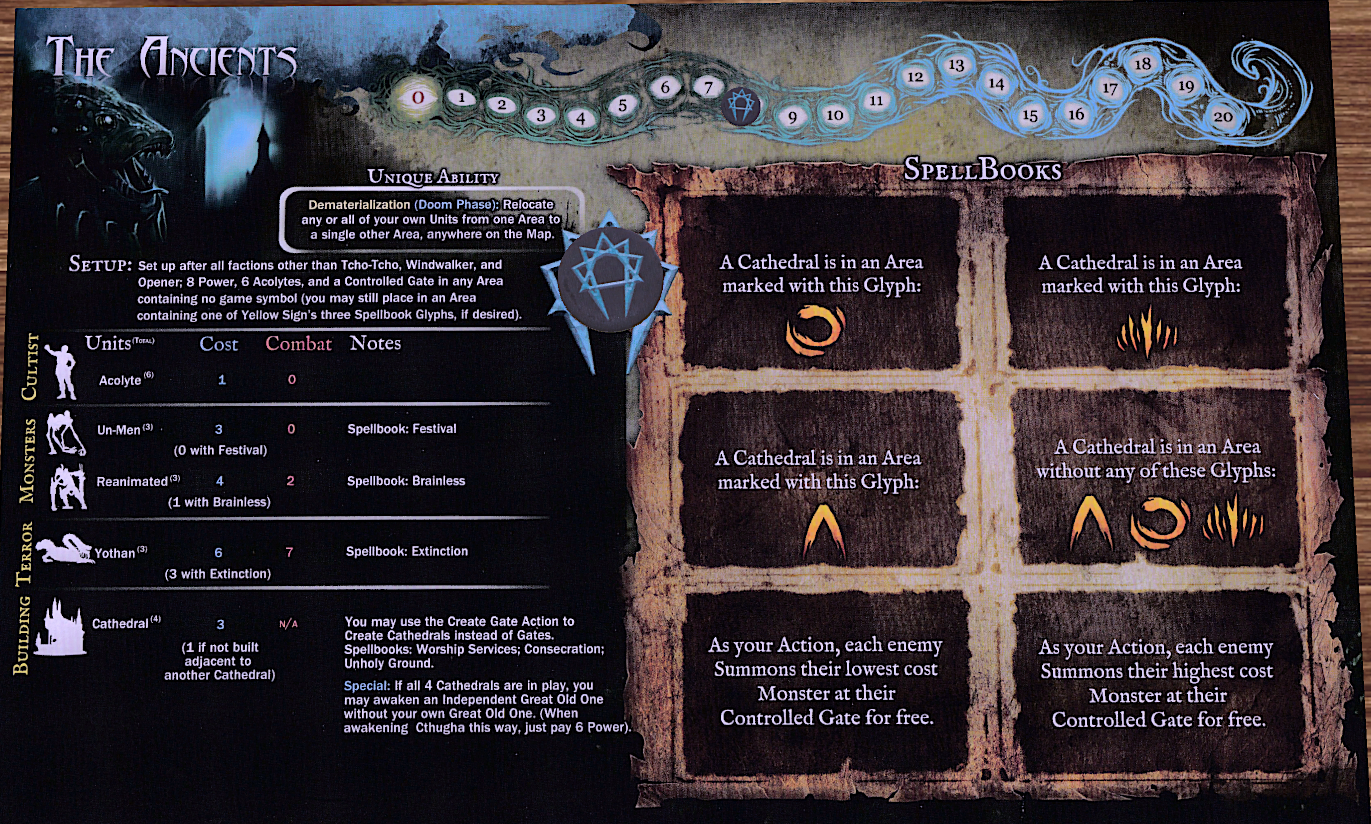 THE ANCIENTS
0 1 2 3 4 5 6 7 9 10 11 12 13 14 15 16 17 18 19 20
UNIQUE ABILITY
Dematerialization (Doom Phase): Relocate
any or all of your own Units from one Area to
a single other Area, anywhere on the Map.
SETUP: Set up after all factions other than Tcho-Tcho, Windwalker, and
Opener; 8 Power, 6 Acolytes, and a Controlled Gate in any Area
containing no game symbol (you may still place in an Area
containing one of Yellow Sign's three Spellbook Glyphs, if desired).
Units (TOTAL) Cost Combat Notes
CULTIST
Acolyte (6) 1 0
MONSTERS
Un-Men (3) 3 0 Spellbook: Festival
(0 with Festival)
Reanimated (3) 4 2 Spellbook: Brainless
(1 with Brainless)
TERROR
Yothan (3) 6 7 Spellbook: Extinction
(3 with Extinction)
BUILDING
Cathedral (4) 3 N/A
(1 if not built
adjacent to
another Cathedral)
You may use the Create Gate Action to
Create Cathedrals instead of Gates.
Spellbooks: Worship Services; Consecration;
Unholy Ground.
Special: If all 4 Cathedrals are in play, you
may awaken an Independent Great Old One
without your own Great Old One. (When
awakening Cthugha this way, just pay 6 Power).
SPELLBOOKS
A Cathedral is in an Area
marked with this Glyph:
A Cathedral is in an Area
marked with this Glyph:
A Cathedral is in an Area
marked with this Glyph:
A Cathedral is in an Area
without any of these Glyphs:
As your Action, each enemy
Summons their lowest cost
Monster at their
Controlled Gate for free.
As your Action, each enemy
Summons their highest cost
Monster at their
Controlled Gate for free.